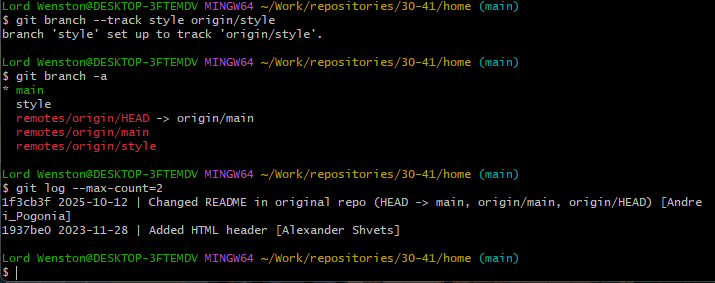 Lord Wenston@DESKTOP-3FTEMDV MINGW64 ~/Work/repositories/30-41/home (main)
$ git branch --track style origin/style
branch 'style' set up to track 'origin/style'.
Lord Wenston@DESKTOP-3FTEMDV MINGW64 ~/Work/repositories/30-41/home (main)
$ git branch -a
* main
style
remotes/origin/HEAD -> origin/main
remotes/origin/main
remotes/origin/style
Lord Wenston@DESKTOP-3FTEMDV MINGW64 ~/Work/repositories/30-41/home (main)
$ git log --max-count=2
1f3cb3f 2025-10-12 | Changed README in original repo (HEAD -> main, origin/main, origin/HEAD) [Andre
i_Pogonia]
1937be0 2023-11-28 | Added HTML header [Alexander Shvets]
Lord Wenston@DESKTOP-3FTEMDV MINGW64 ~/Work/repositories/30-41/home (main)
$